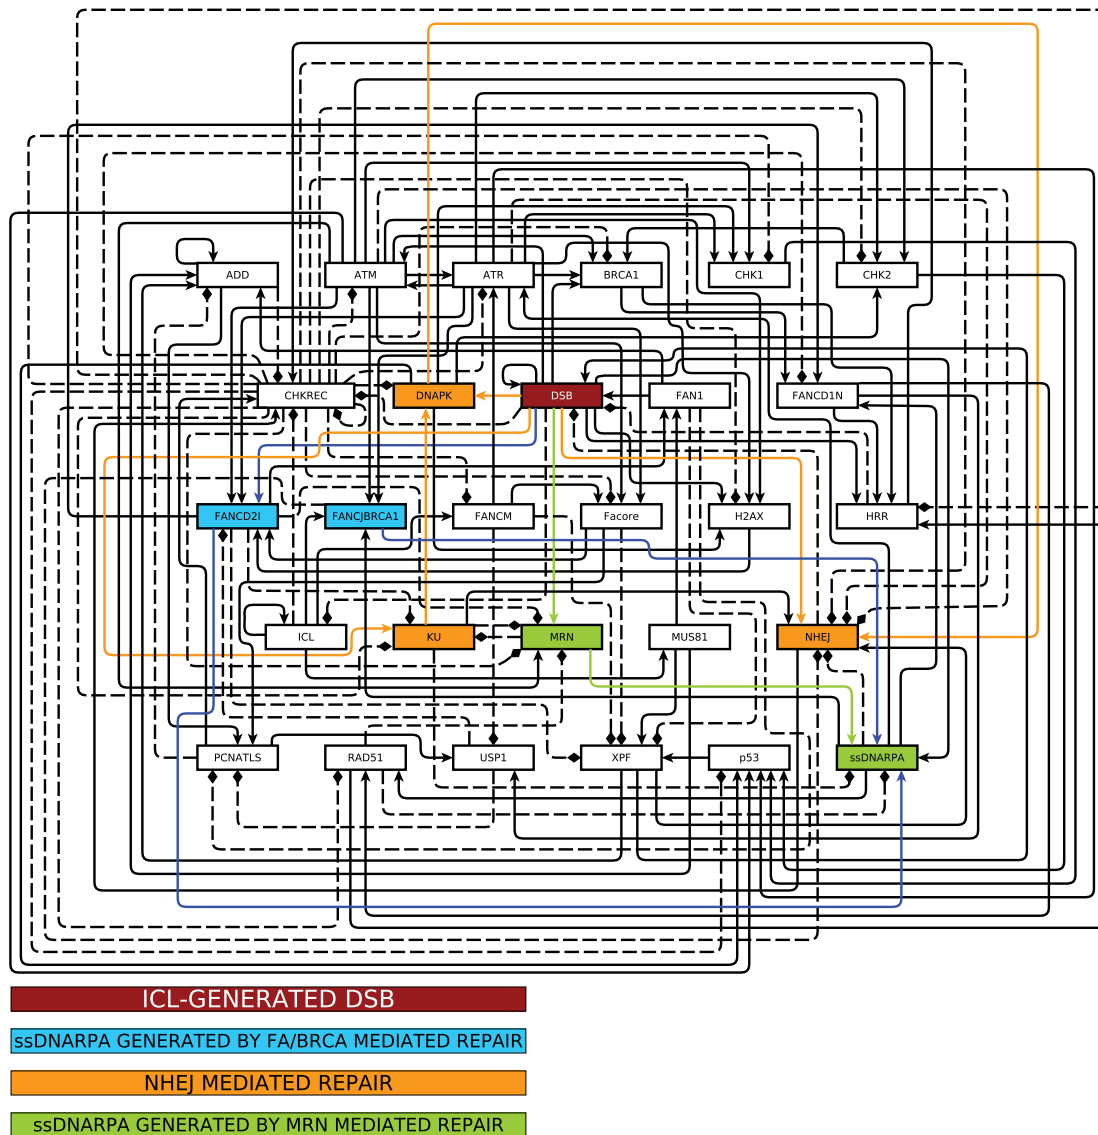 ADD
ATM
ATR
BRCA1
CHK1
CHK2
CHKREC
DNAPK
DSB
FAN1
FANCD1N
FANCD2I
FANCJBRCA1
FANCM
Facore
H2AX
HRR
ICL
KU
MRN
MUS81
NHEJ
PCNATLS
RAD51
USP1
XPF
p53
ssDNARPA
ICL-GENERATED DSB
ssDNARPA GENERATED BY FA/BRCA MEDIATED REPAIR
NHEJ MEDIATED REPAIR
ssDNARPA GENERATED BY MRN MEDIATED REPAIR